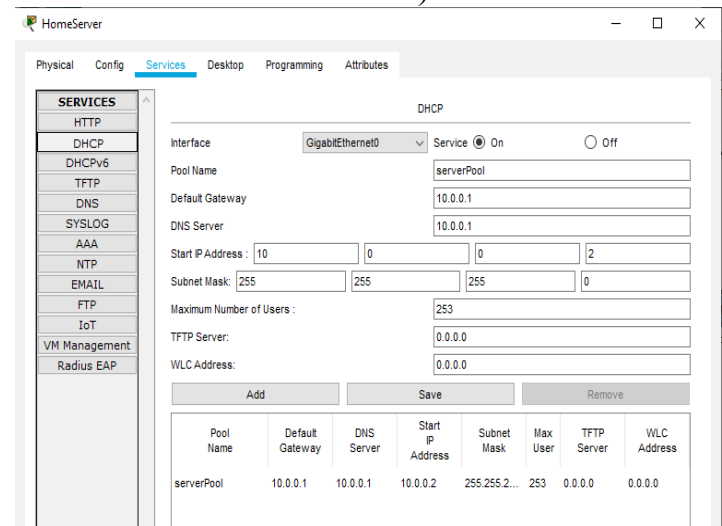 HomeServer
Physical Config Services Desktop Programming Attributes
SERVICES
HTTP
DHCP
DHCPv6
TFTP
DNS
SYSLOG
AAA
NTP
EMAIL
FTP
IoT
VM Management
Radius EAP
DHCP
Interface GigabitEthernet0 Service On Off
Pool Name serverPool
Default Gateway 10.0.0.1
DNS Server 10.0.0.1
Start IP Address : 10 0 0 2
Subnet Mask: 255 255 255 0
Maximum Number of Users : 253
TFTP Server: 0.0.0.0
WLC Address: 0.0.0.0
Add Save Remove
Pool Name Default Gateway DNS Server Start IP Address Subnet Mask Max User TFTP Server WLC Address
serverPool 10.0.0.1 10.0.0.1 10.0.0.2 255.255.2... 253 0.0.0.0 0.0.0.0